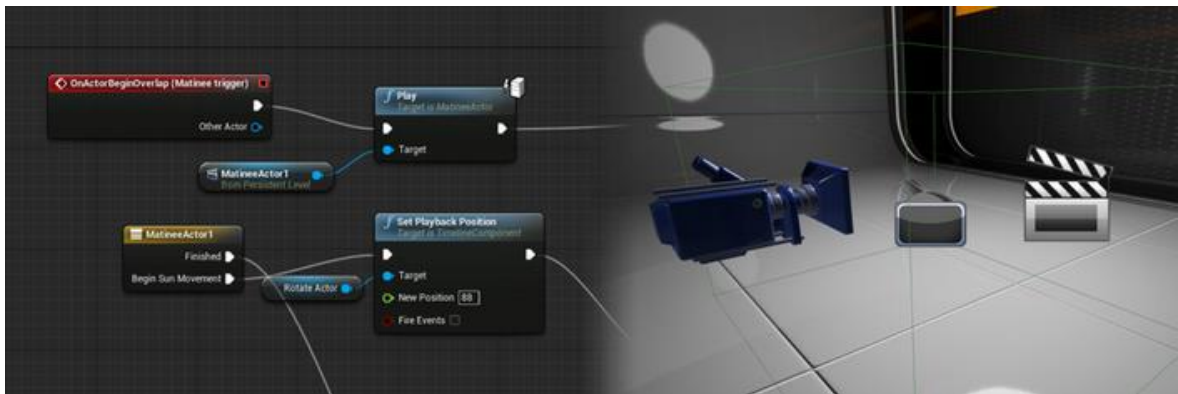 OnActorBeginOverlap (Matinee trigger)
Other Actor
Play
Target is MatineeActor
Target
MatineeActor1
from Persistent Level
MatineeActor1
Finished
Begin Sun Movement
Rotate Actor
Set Playback Position
Target is TimelineComponent
Target
New Position 88
Fire Events